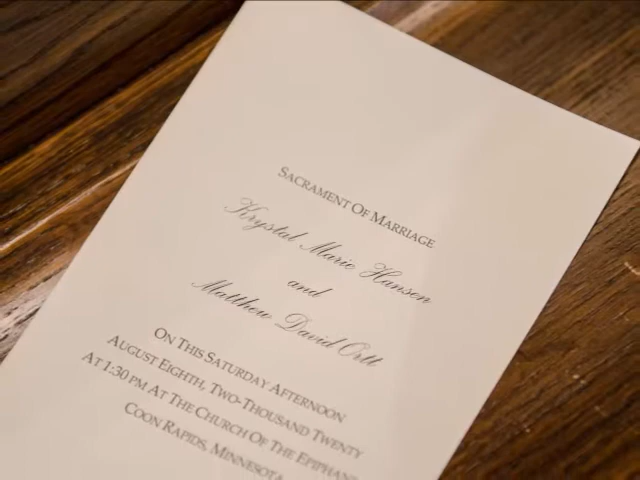 SACRAMENT OF MARRIAGE
Krystal Marie Hansen
and
Matthew David Ortt
ON THIS SATURDAY AFTERNOON
AUGUST EIGHTH, TWO-THOUSAND TWENTY
AT 1:30 PM AT THE CHURCH OF THE EPIPHANY
COON RAPIDS, MINNESOTA